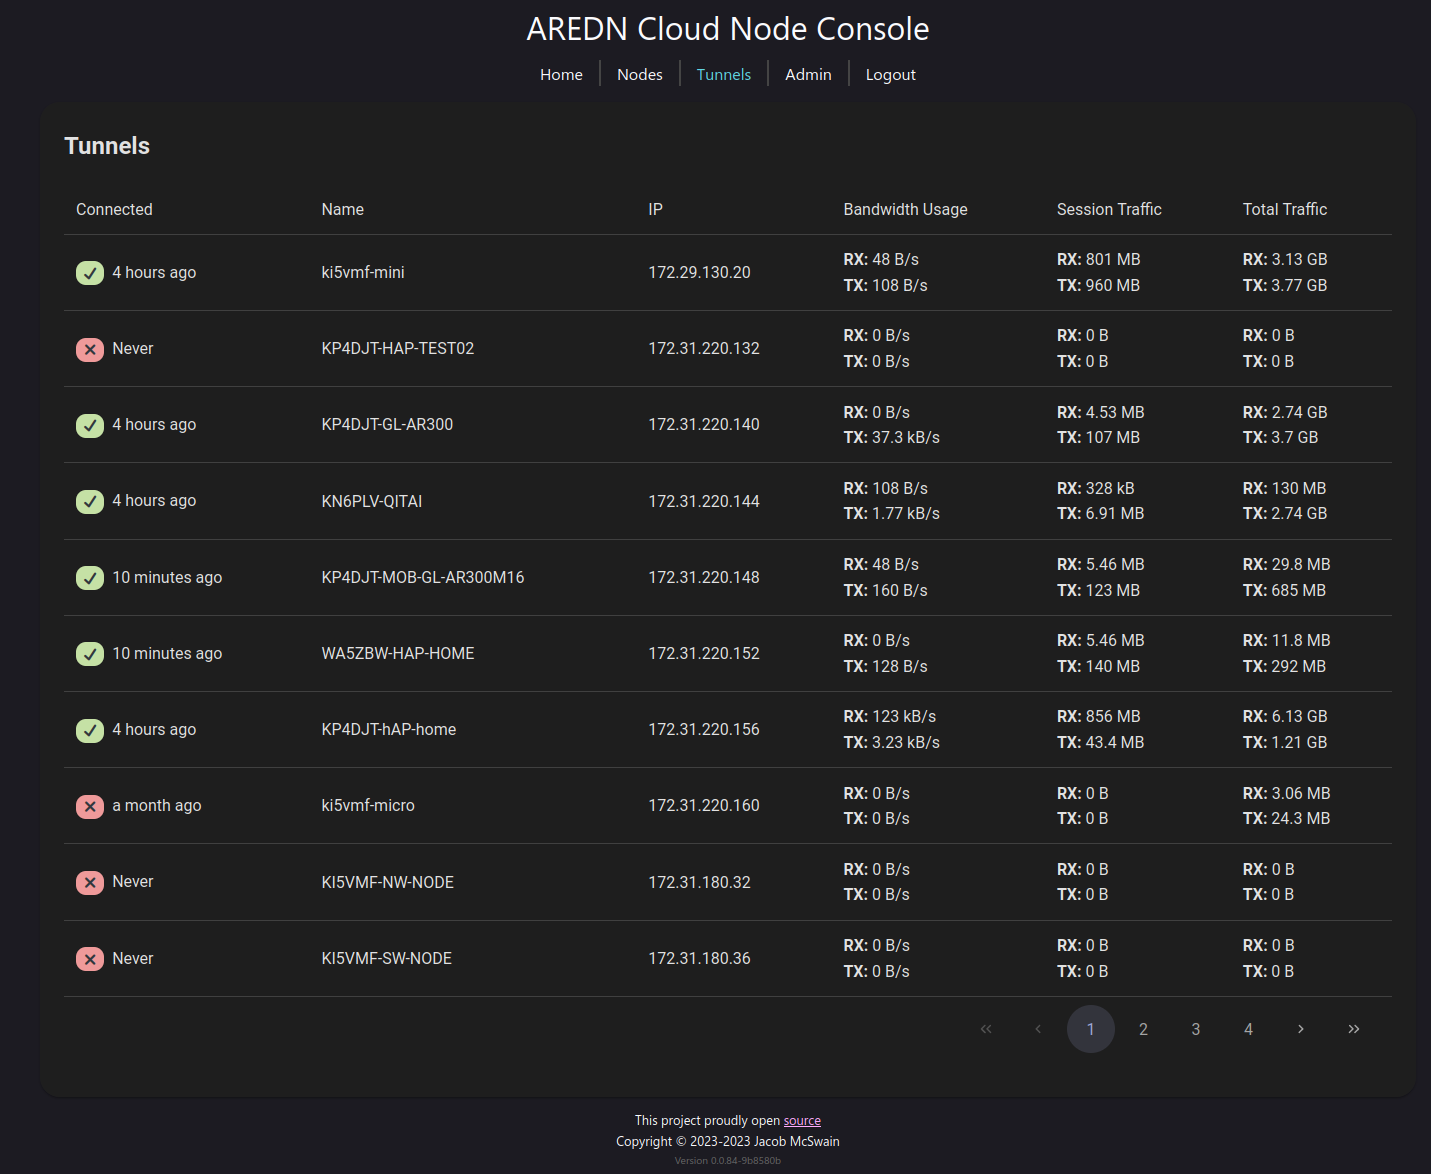 AREDN Cloud Node Console
Home Nodes Tunnels Admin Logout
Tunnels
Connected Name IP Bandwidth Usage Session Traffic Total Traffic
4 hours ago ki5vmf-mini 172.29.130.20 RX: 48 B/s RX: 801 MB RX: 3.13 GB
TX: 108 B/s TX: 960 MB TX: 3.77 GB
Never KP4DJT-HAP-TEST02 172.31.220.132 RX: 0 B/s RX: 0 B RX: 0 B
TX: 0 B/s TX: 0 B TX: 0 B
4 hours ago KP4DJT-GL-AR300 172.31.220.140 RX: 0 B/s RX: 4.53 MB RX: 2.74 GB
TX: 37.3 kB/s TX: 107 MB TX: 3.7 GB
4 hours ago KN6PLV-QITAI 172.31.220.144 RX: 108 B/s RX: 328 kB RX: 130 MB
TX: 1.77 kB/s TX: 6.91 MB TX: 2.74 GB
10 minutes ago KP4DJT-MOB-GL-AR300M16 172.31.220.148 RX: 48 B/s RX: 5.46 MB RX: 29.8 MB
TX: 160 B/s TX: 123 MB TX: 685 MB
10 minutes ago WA5ZBW-HAP-HOME 172.31.220.152 RX: 0 B/s RX: 5.46 MB RX: 11.8 MB
TX: 128 B/s TX: 140 MB TX: 292 MB
4 hours ago KP4DJT-hAP-home 172.31.220.156 RX: 123 kB/s RX: 856 MB RX: 6.13 GB
TX: 3.23 kB/s TX: 43.4 MB TX: 1.21 GB
a month ago ki5vmf-micro 172.31.220.160 RX: 0 B/s RX: 0 B RX: 3.06 MB
TX: 0 B/s TX: 0 B TX: 24.3 MB
Never KI5VMF-NW-NODE 172.31.180.32 RX: 0 B/s RX: 0 B RX: 0 B
TX: 0 B/s TX: 0 B TX: 0 B
Never KI5VMF-SW-NODE 172.31.180.36 RX: 0 B/s RX: 0 B RX: 0 B
TX: 0 B/s TX: 0 B TX: 0 B
« ‹ 1 2 3 4 › »
This project proudly open source
Copyright © 2023-2023 Jacob McSwain
Version 0.0.84-9b8580b